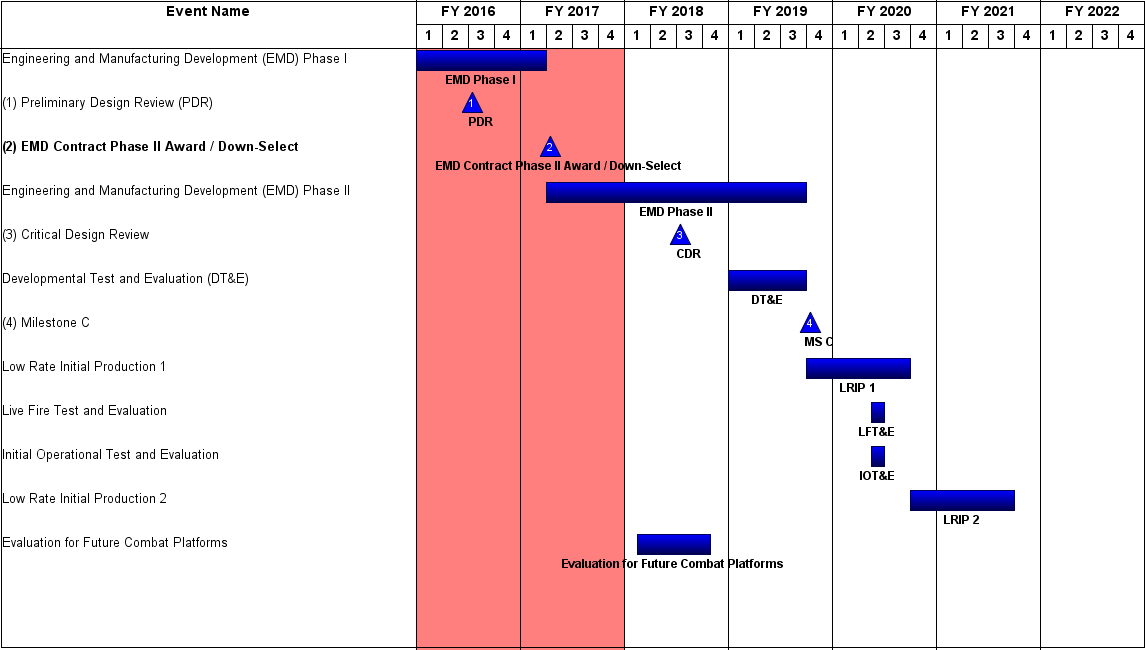 Event Name FY 2016 FY 2017 FY 2018 FY 2019 FY 2020 FY 2021 FY 2022
1 2 3 4 1 2 3 4 1 2 3 4 1 2 3 4 1 2 3 4 1 2 3 4 1 2 3 4
Engineering and Manufacturing Development (EMD) Phase I
EMD Phase I
(1) Preliminary Design Review (PDR) 1
PDR
(2) EMD Contract Phase II Award / Down-Select 2
EMD Contract Phase II Award / Down-Select
Engineering and Manufacturing Development (EMD) Phase II
EMD Phase II
(3) Critical Design Review 3
CDR
Developmental Test and Evaluation (DT&E)
DT&E
(4) Milestone C 4
MS C
Low Rate Initial Production 1
LRIP 1
Live Fire Test and Evaluation
LFT&E
Initial Operational Test and Evaluation
IOT&E
Low Rate Initial Production 2
LRIP 2
Evaluation for Future Combat Platforms
Evaluation for Future Combat Platforms